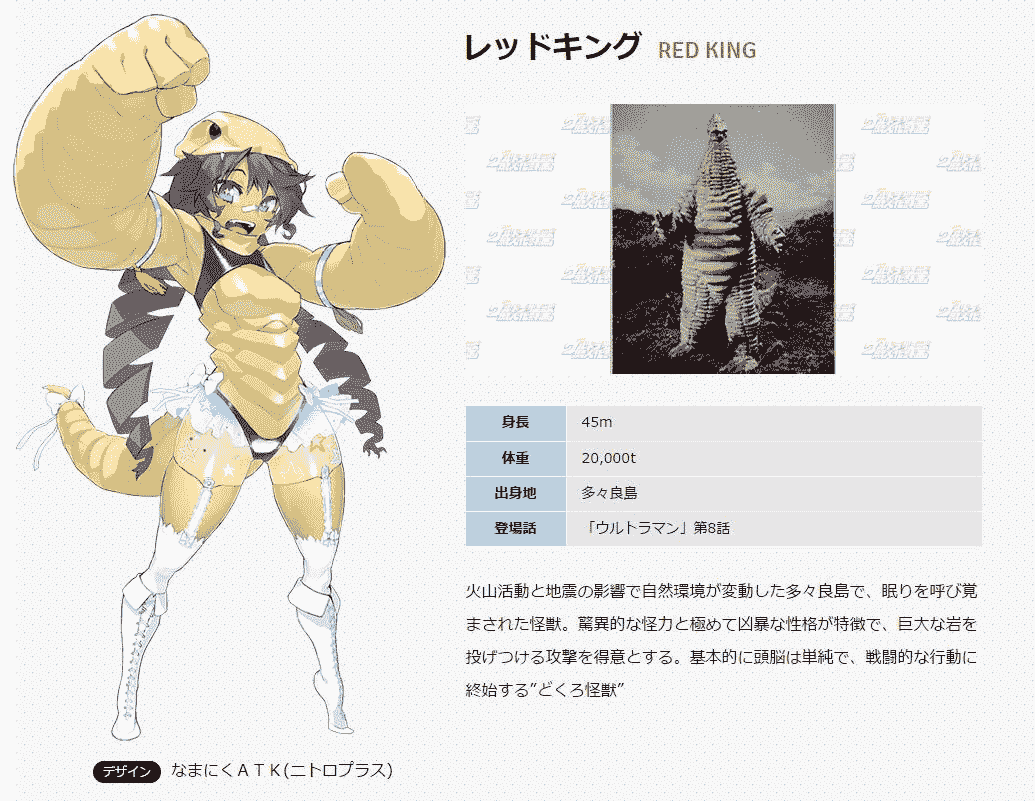 レッドキング RED KING
身長 45m
体重 20,000t
出身地 多々良島
登場話 「ウルトラマン」第8話
火山活動と地震の影響で自然環境が変動した多々良島で、眠りを呼び覚
まされた怪獣。驚異的な怪力と極めて凶暴な性格が特徴で、巨大な岩を
投げつける攻撃を得意とする。基本的に頭脳は単純で、戦闘的な行動に
終始する"どくろ怪獣"
デザイン なまにくＡＴＫ(ニトロプラス)